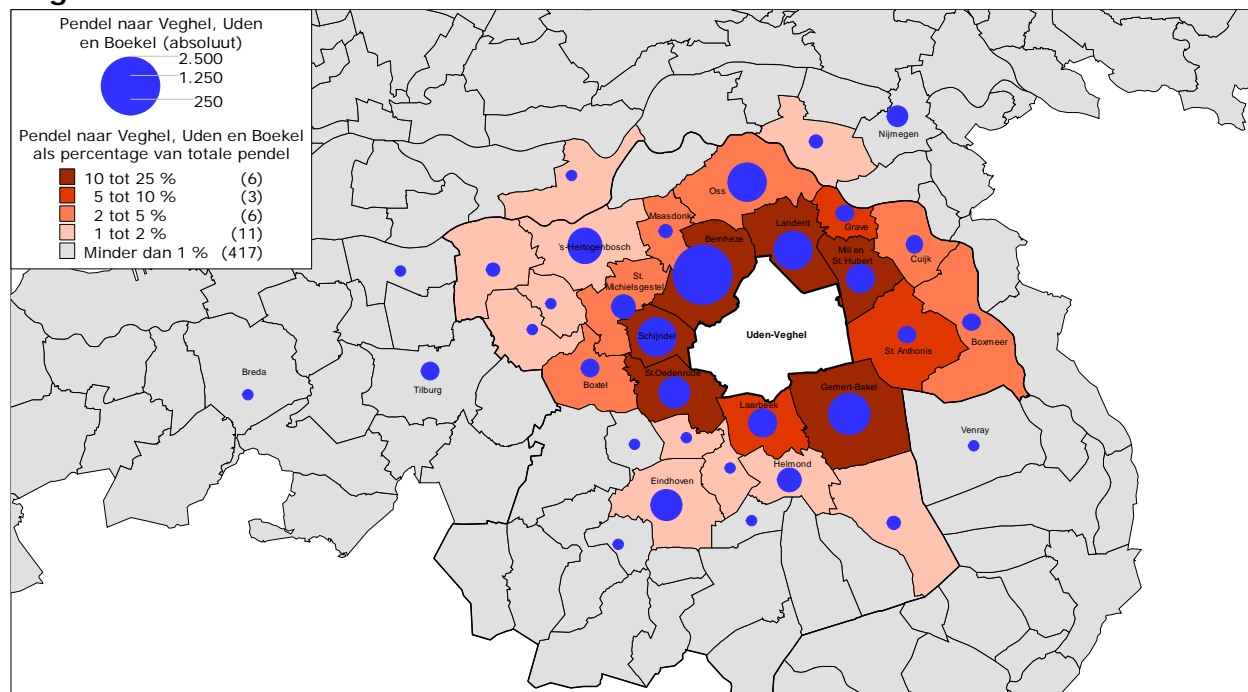 Pendel naar Veghel, Uden
en Boekel (absoluut)
2.500
1.250
250
Pendel naar Veghel, Uden en Boekel
als percentage van totale pendel
10 tot 25 % (6)
5 tot 10 % (3)
2 tot 5 % (6)
1 tot 2 % (11)
Minder dan 1 % (417)
Nijmegen
Oss
Maasdonk
Landerd
Grave
's-Hertogenbosch
Bernheze
Mill en
St. Hubert
Cuijk
St.
Michielsgestel
Schijndel
Uden-Veghel
St. Anthonis
Boxmeer
Breda
Tilburg
Boxtel
St.Oedenrode
Gemert-Bakel
Laarbeek
Venray
Helmond
Eindhoven